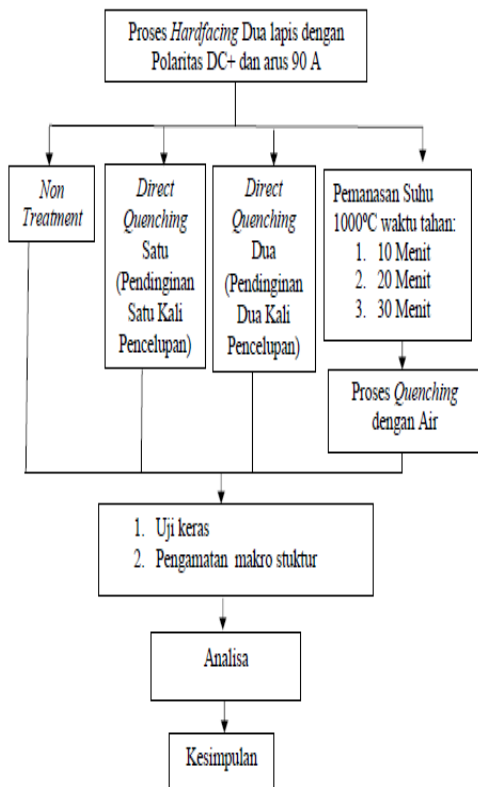 Proses Hardfacing Dua lapis dengan
Polaritas DC+ dan arus 90 A
Non
Treatment
Direct
Quenching
Satu
(Pendinginan
Satu Kali
Pencelupan)
Direct
Quenching
Dua
(Pendinginan
Dua Kali
Pencelupan)
Pemanasan Suhu
1000⁰C waktu tahan:
1. 10 Menit
2. 20 Menit
3. 30 Menit
Proses Quenching
dengan Air
1. Uji keras
2. Pengamatan makro stuktur
Analisa
Kesimpulan